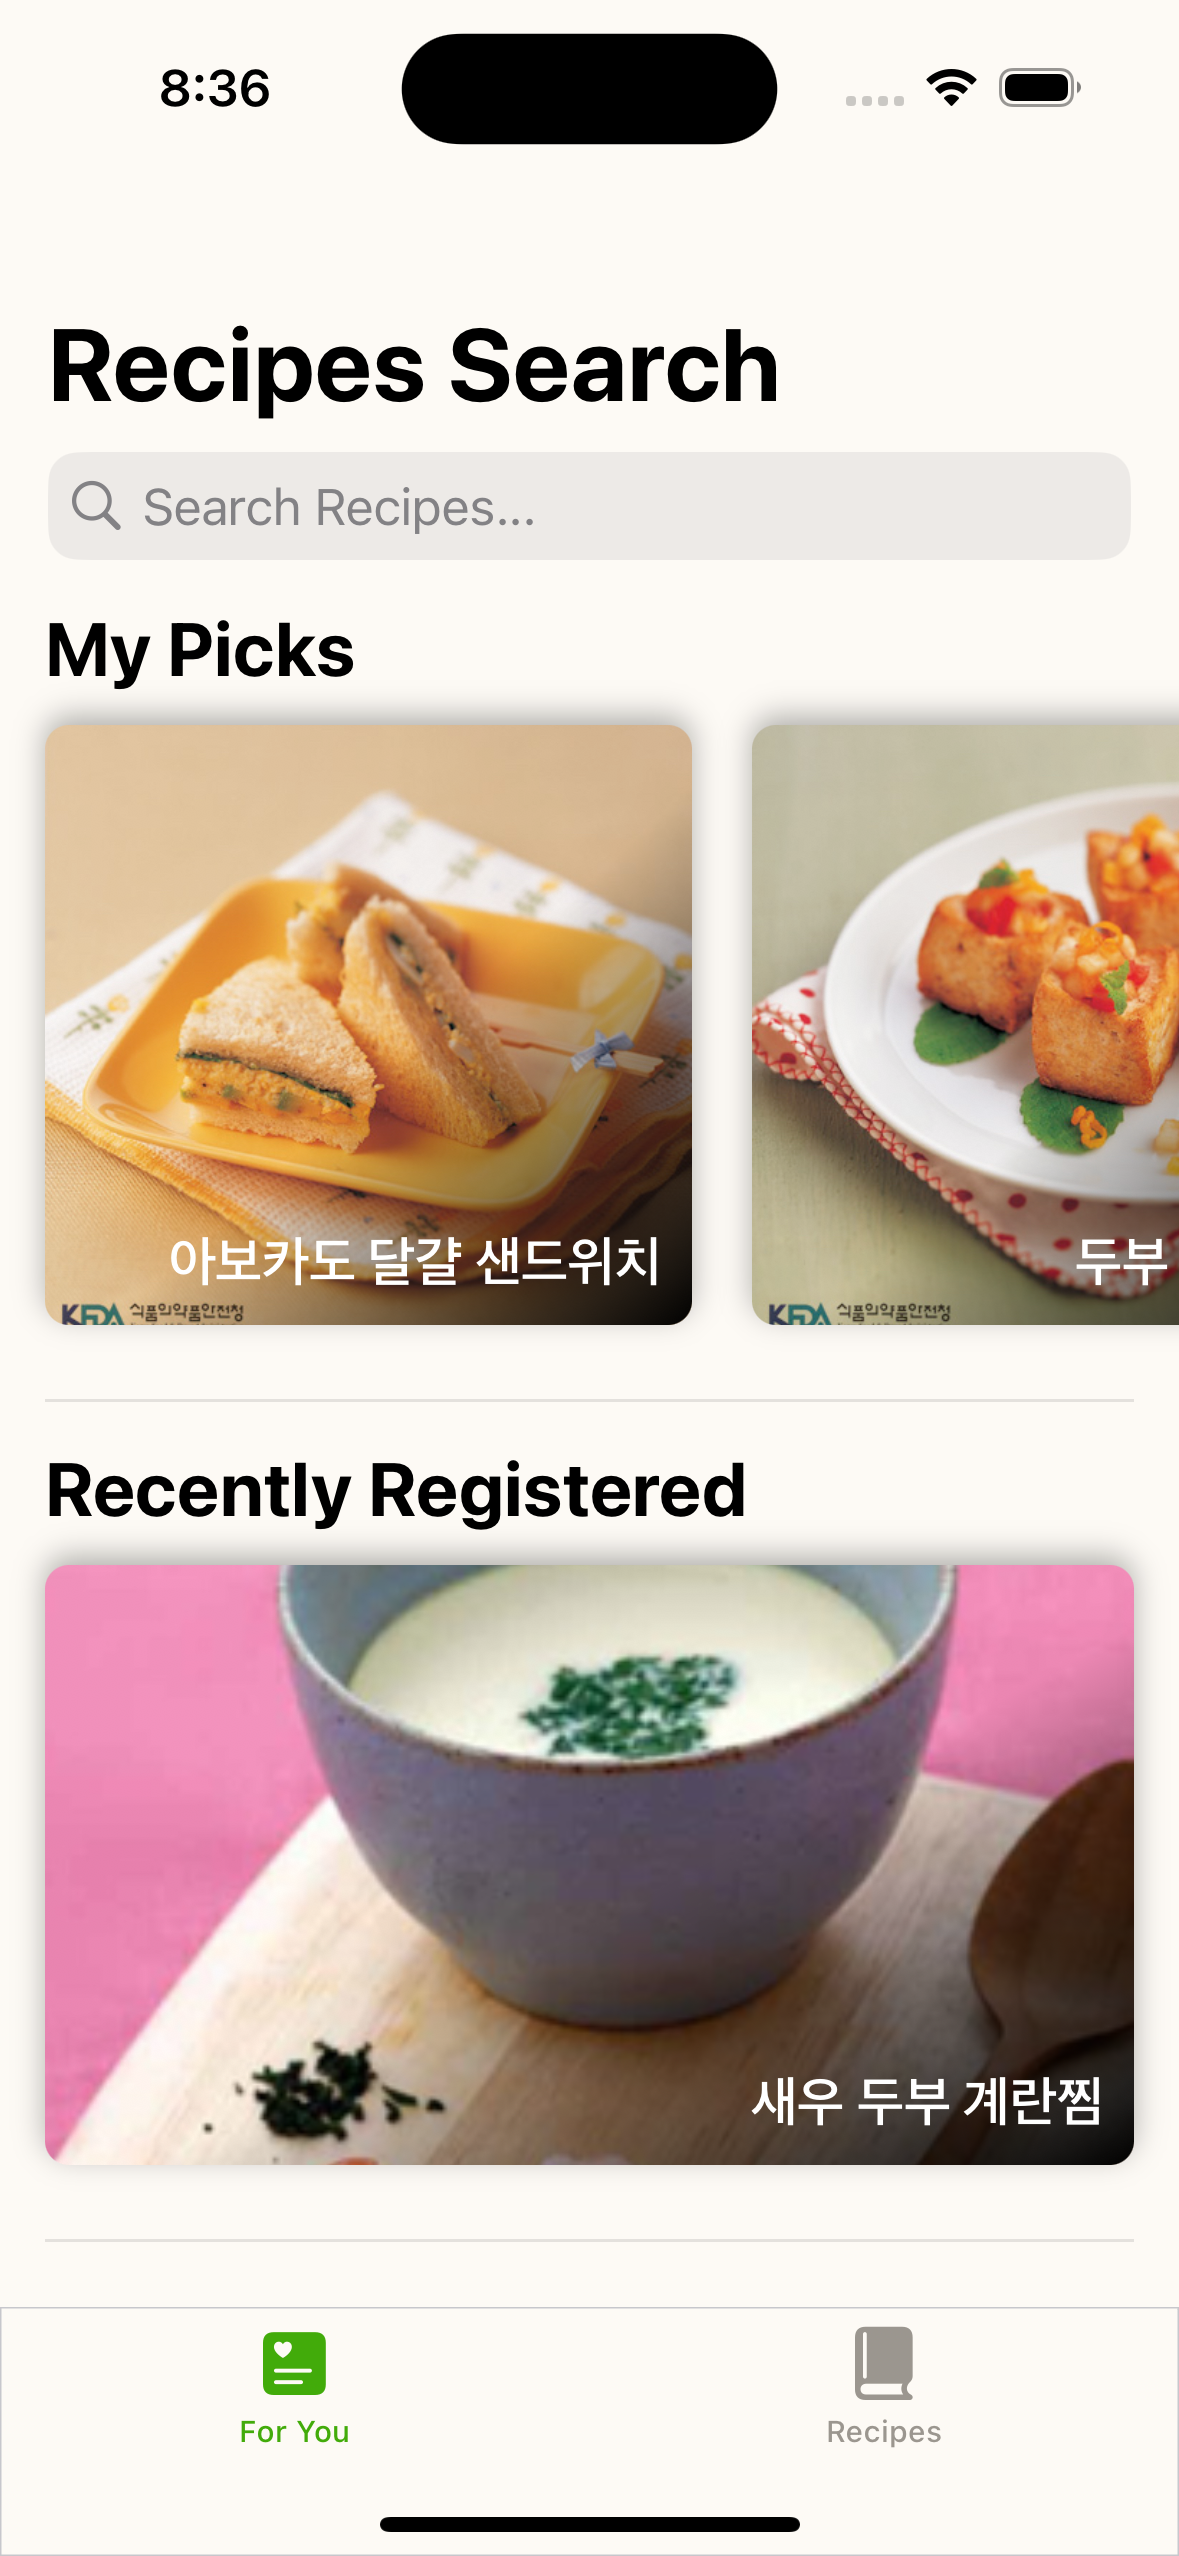 8:36
Recipes Search
Search Recipes...
My Picks
아보카도 달걀 샌드위치
KFDA 식품의약품안전청
두부
KFDA 식품의약품안전청
Recently Registered
새우 두부 계란찜
For You
Recipes